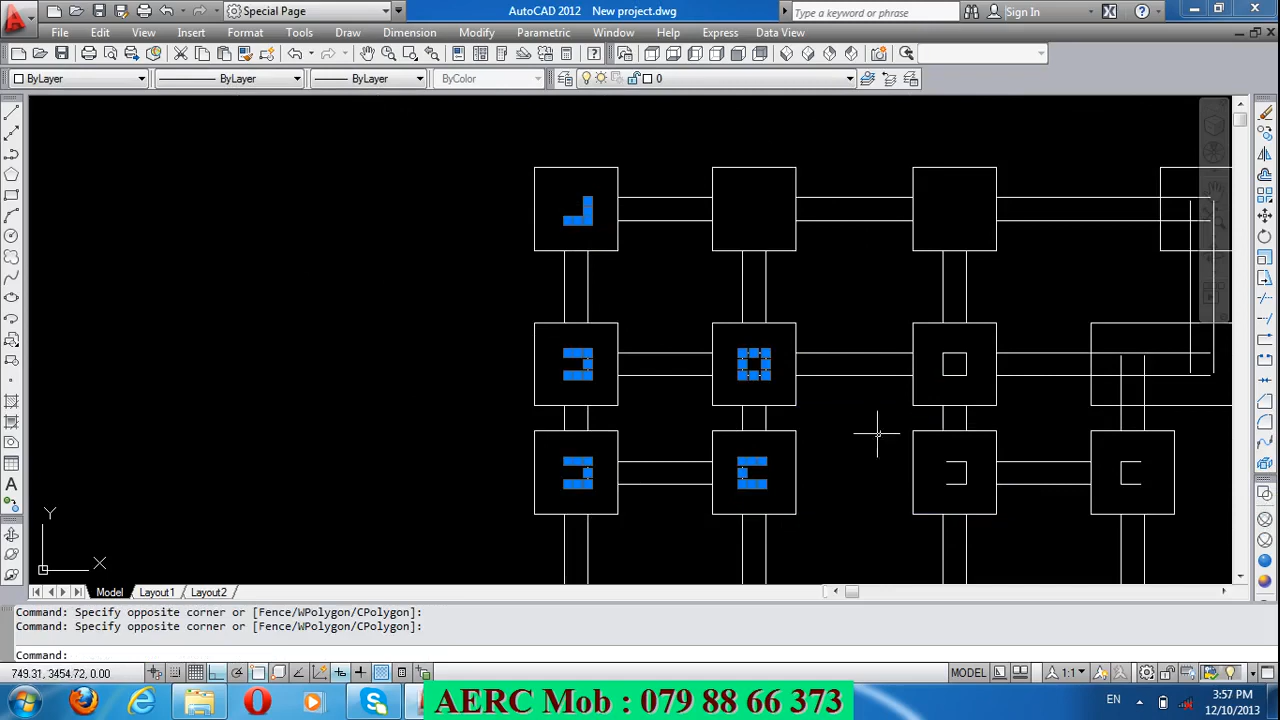 Special Page
AutoCAD 2012 New project.dwg
Type a keyword or phrase
Sign In
File Edit View Insert Format Tools Draw Dimension Modify Parametric Window Help Express Data View
ByLayer ByLayer ByLayer ByColor 0
Y
X
Model Layout1 Layout2
Command: Specify opposite corner or [Fence/WPolygon/CPolygon]:
Command: Specify opposite corner or [Fence/WPolygon/CPolygon]:
Command:
749.31, 3454.72, 0.00
MODEL
1:1
AERC Mob : 079 88 66 373
EN
3:57 PM
12/10/2013